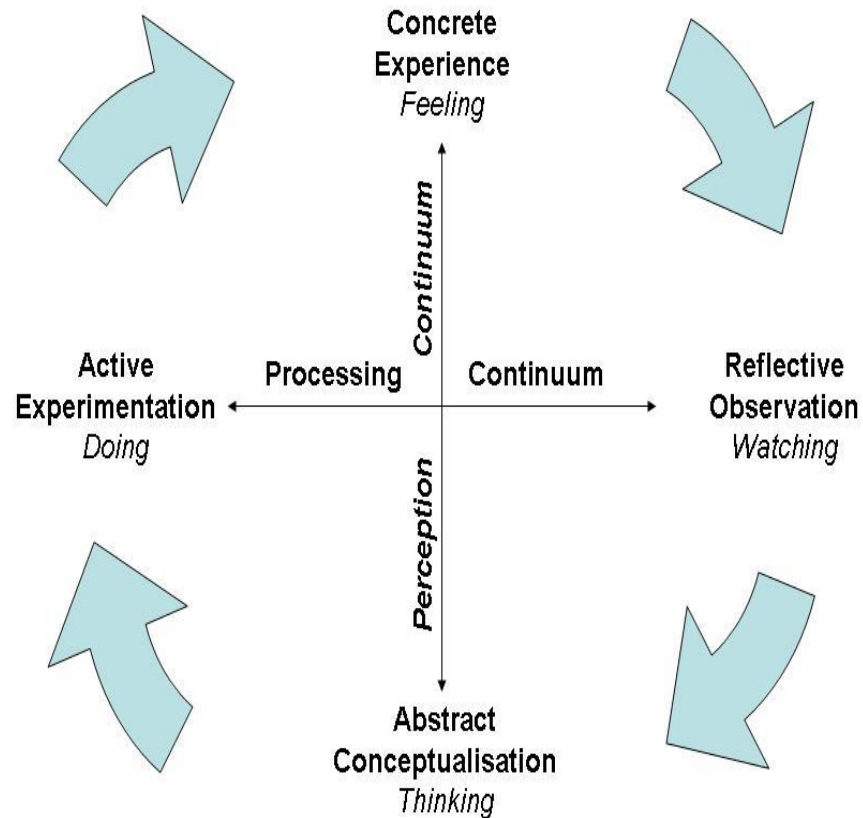 Concrete
Experience
Feeling
Continuum
Active
Experimentation
Doing
Processing
Continuum
Reflective
Observation
Watching
Perception
Abstract
Conceptualisation
Thinking